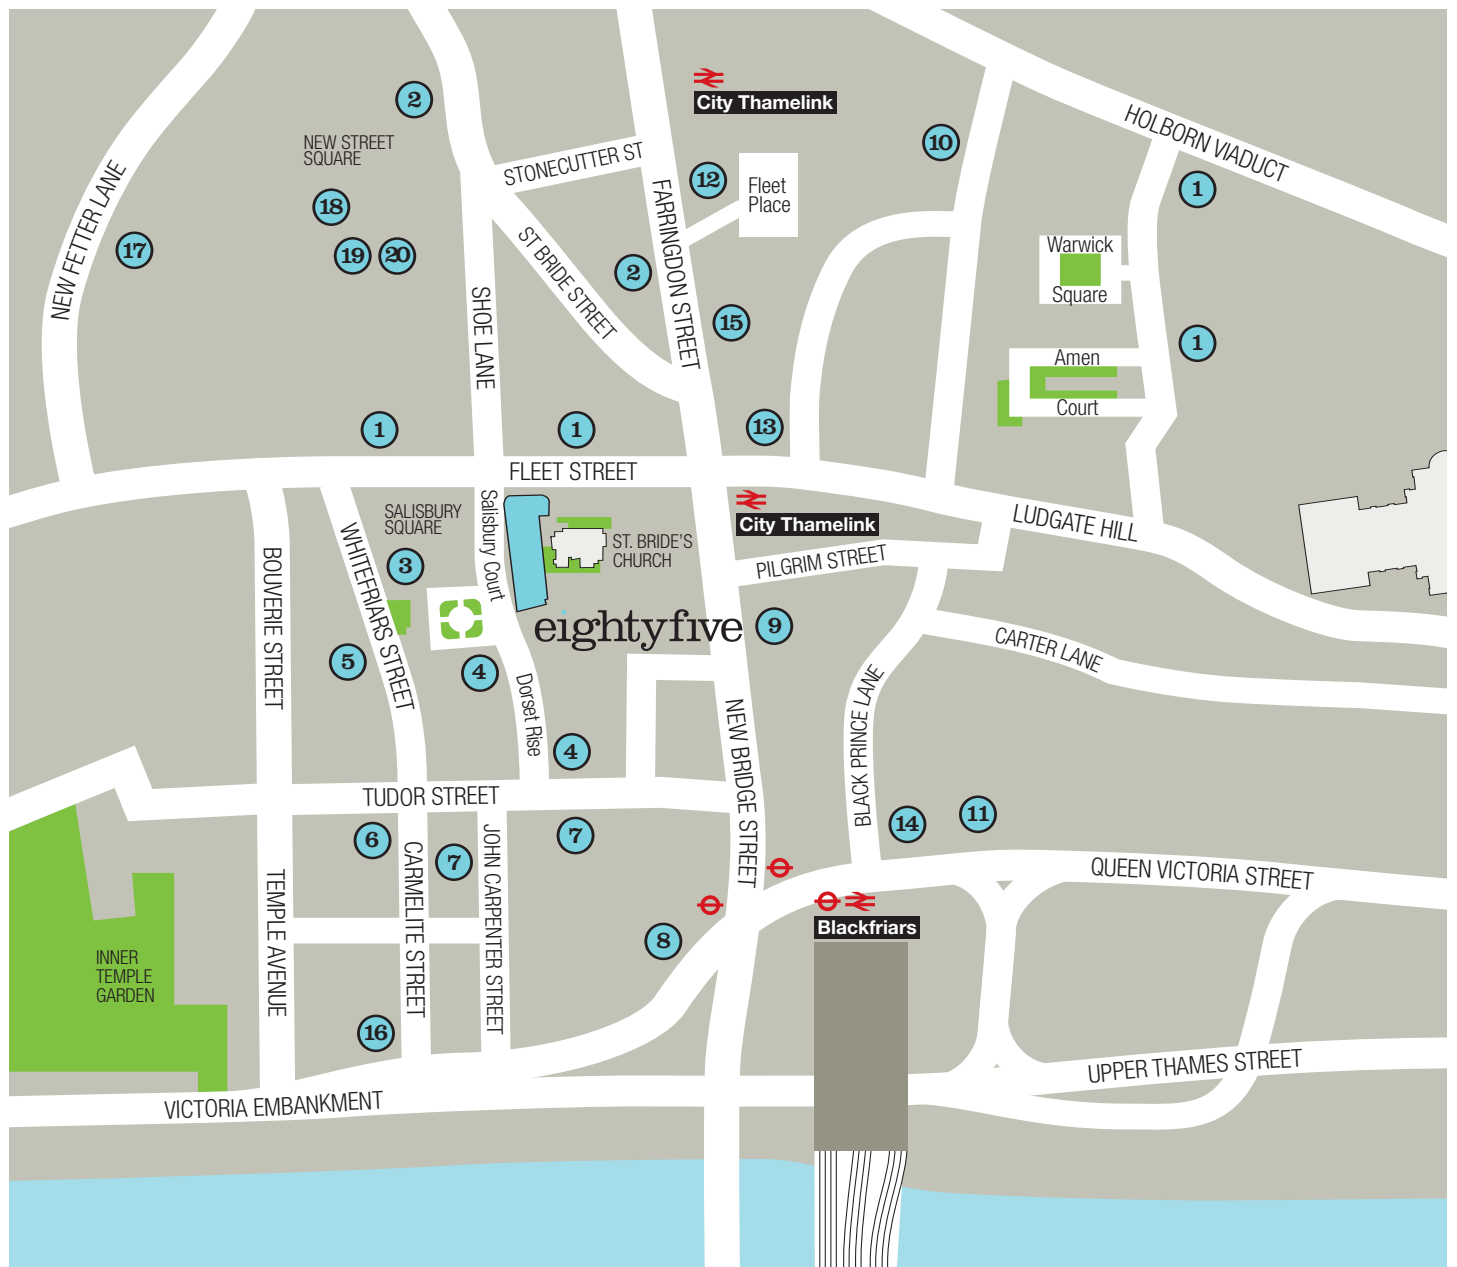 City Thamelink
2
HOLBORN VIADUCT
10
NEW STREET
SQUARE
STONECUTTER ST
12
Fleet
Place
1
NEW FETTER LANE
18
FARRINGDON STREET
17
19
20
ST BRIDE STREET
2
Warwick
Square
SHOE LANE
15
1
Amen
Court
1
1
13
FLEET STREET
SALISBURY
SQUARE
Salisbury Court
City Thamelink
LUDGATE HILL
WHITEFRIARS STREET
3
ST. BRIDE'S
CHURCH
PILGRIM STREET
BOUVERIE STREET
eightyfive
9
CARTER LANE
5
4
Dorset Rise
BLACK PRINCE LANE
NEW BRIDGE STREET
4
TUDOR STREET
6
7
7
14
11
CARMELITE STREET
JOHN CARPENTER STREET
QUEEN VICTORIA STREET
TEMPLE AVENUE
Blackfriars
8
INNER
TEMPLE
GARDEN
16
UPPER THAMES STREET
VICTORIA EMBANKMENT